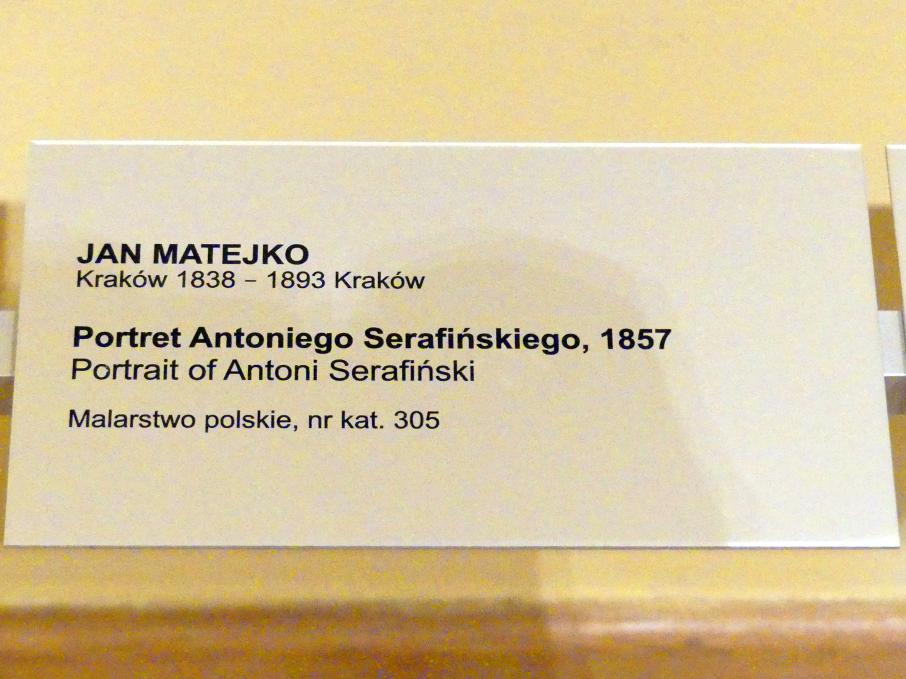 JAN MATEJKO
Kraków 1838 – 1893 Kraków
Portret Antoniego Serafińskiego, 1857
Portrait of Antoni Serafiński
Malarstwo polskie, nr kat. 305